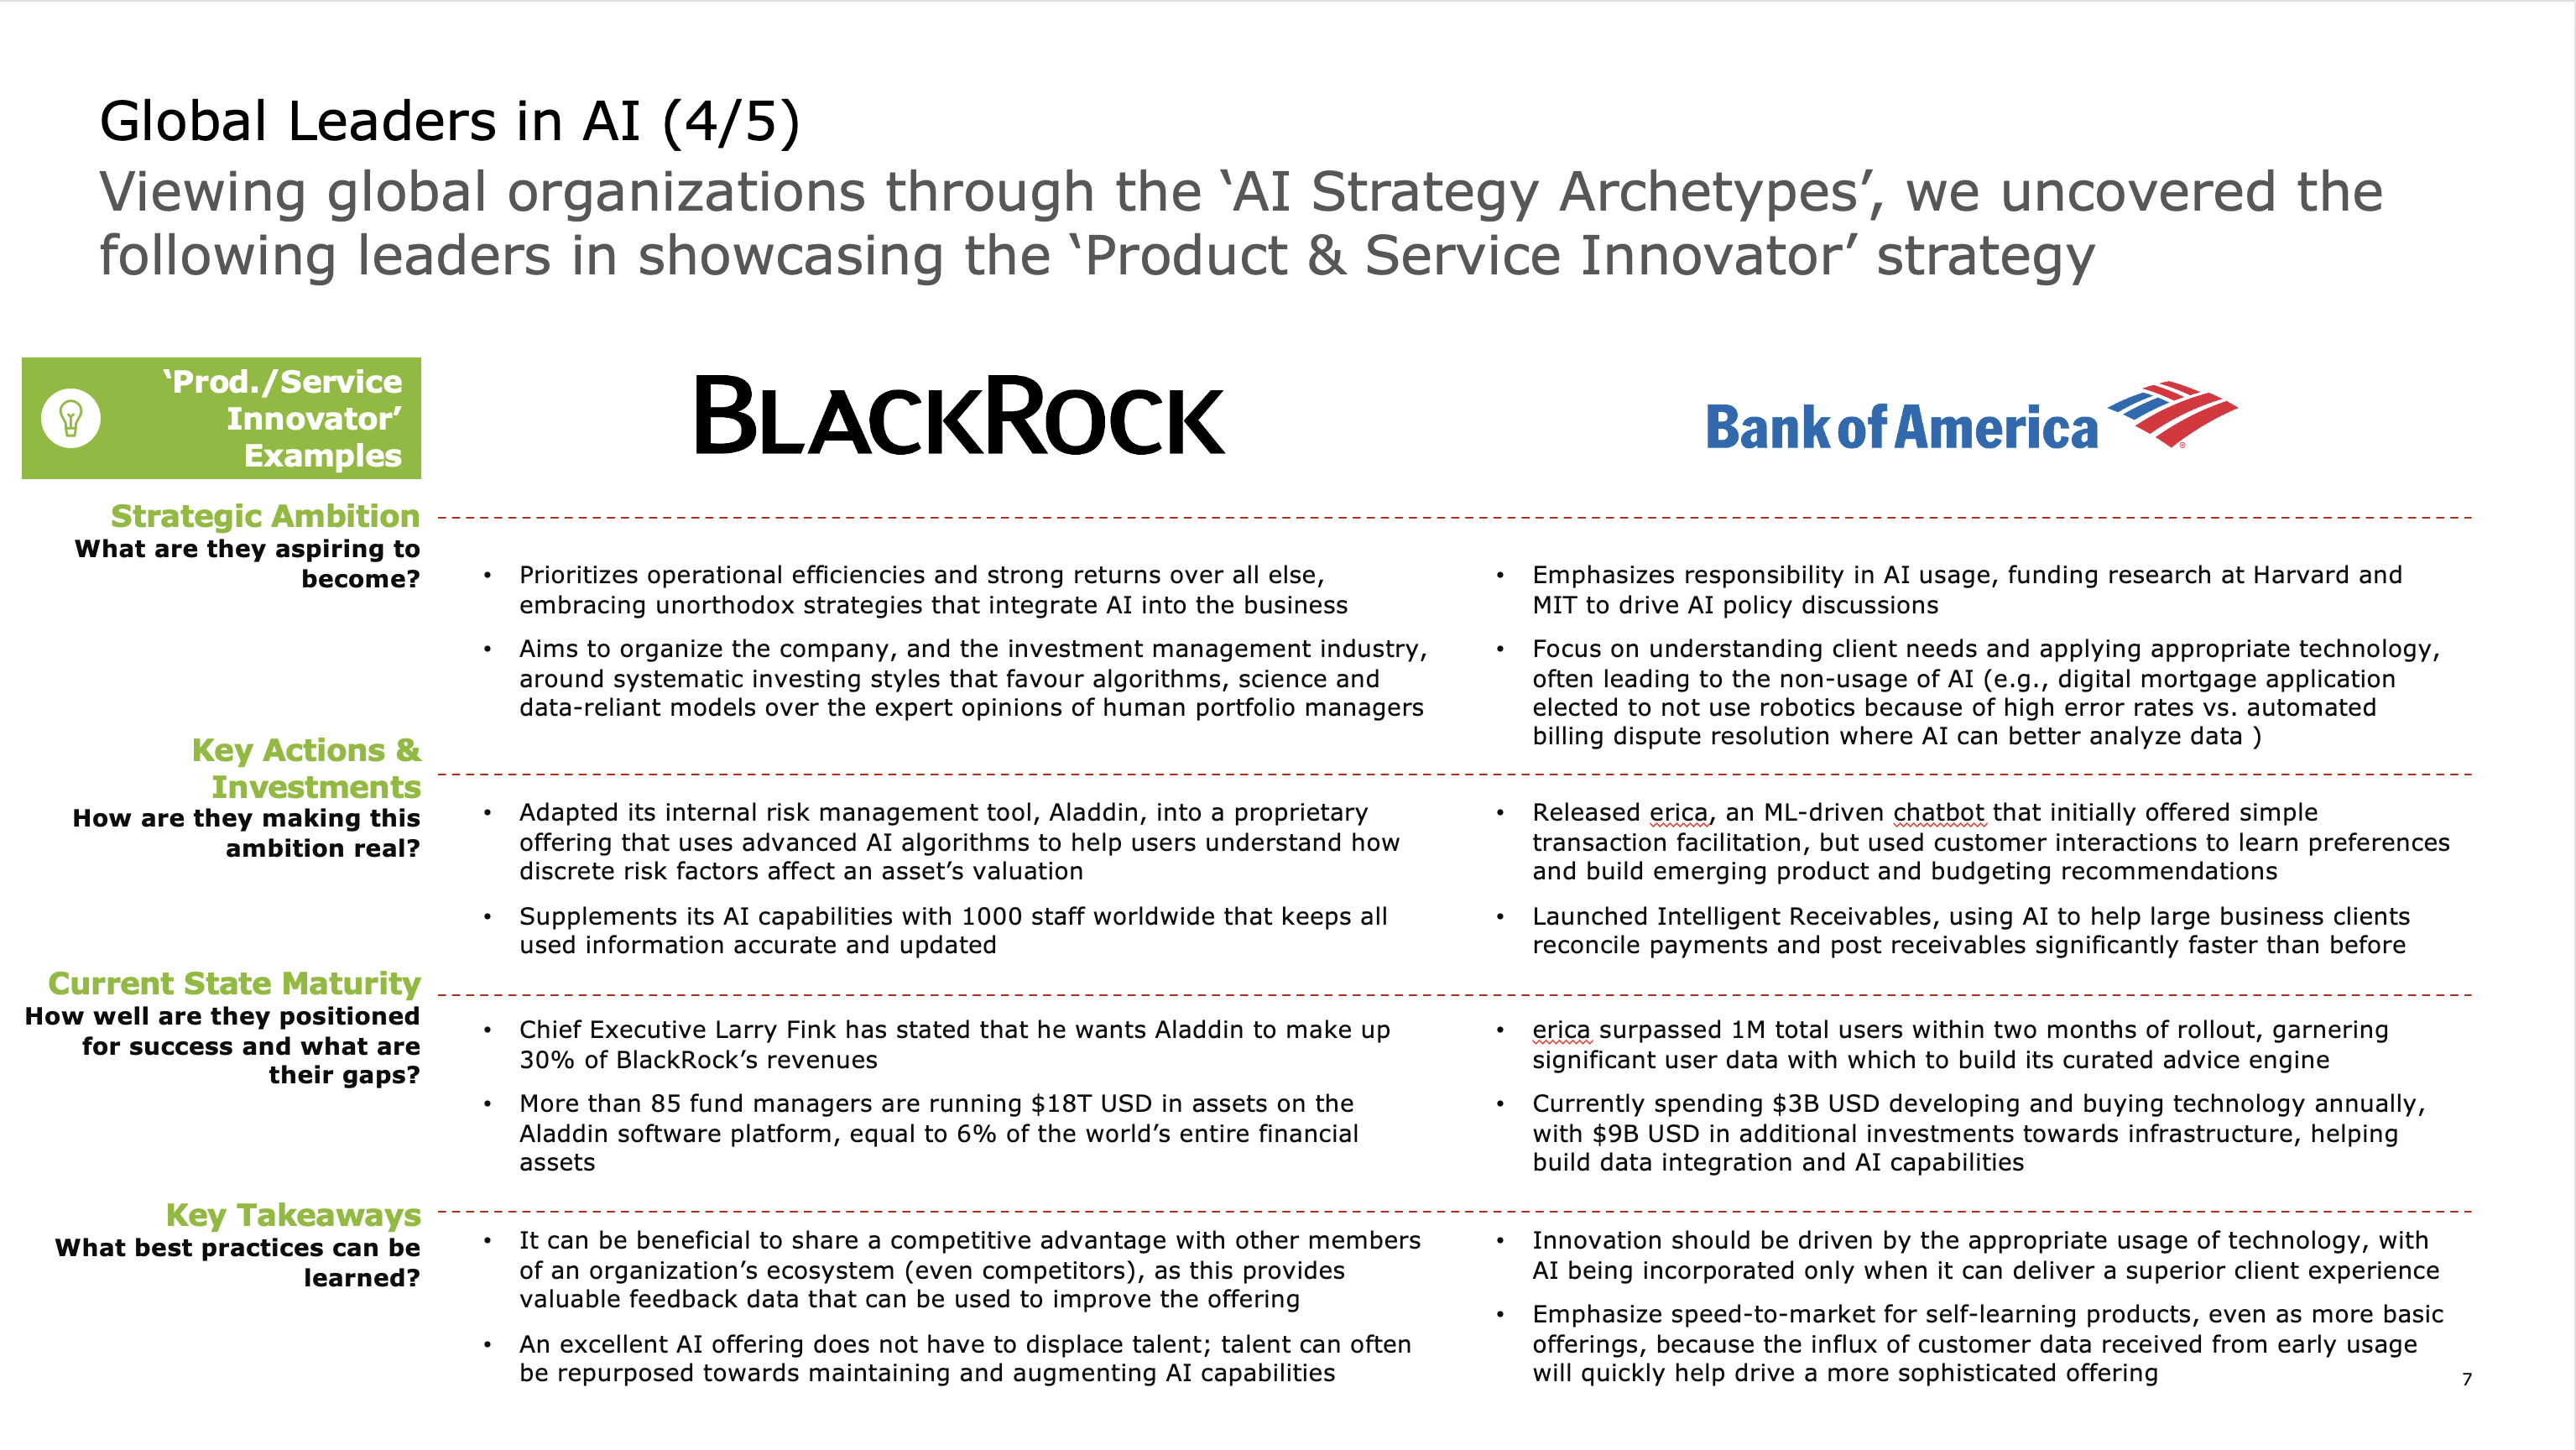 Global Leaders in AI (4/5)
Viewing global organizations through the ‘AI Strategy Archetypes’, we uncovered the
following leaders in showcasing the ‘Product & Service Innovator’ strategy
‘Prod./Service
Innovator’
Examples
BLACKROCK
Bank of America
Strategic Ambition
What are they aspiring to
become?
• Prioritizes operational efficiencies and strong returns over all else,
embracing unorthodox strategies that integrate AI into the business
• Aims to organize the company, and the investment management industry,
around systematic investing styles that favour algorithms, science and
data-reliant models over the expert opinions of human portfolio managers
• Emphasizes responsibility in AI usage, funding research at Harvard and
MIT to drive AI policy discussions
• Focus on understanding client needs and applying appropriate technology,
often leading to the non-usage of AI (e.g., digital mortgage application
elected to not use robotics because of high error rates vs. automated
billing dispute resolution where AI can better analyze data )
Key Actions &
Investments
How are they making this
ambition real?
• Adapted its internal risk management tool, Aladdin, into a proprietary
offering that uses advanced AI algorithms to help users understand how
discrete risk factors affect an asset’s valuation
• Supplements its AI capabilities with 1000 staff worldwide that keeps all
used information accurate and updated
• Released erica, an ML-driven chatbot that initially offered simple
transaction facilitation, but used customer interactions to learn preferences
and build emerging product and budgeting recommendations
• Launched Intelligent Receivables, using AI to help large business clients
reconcile payments and post receivables significantly faster than before
Current State Maturity
How well are they positioned
for success and what are
their gaps?
• Chief Executive Larry Fink has stated that he wants Aladdin to make up
30% of BlackRock’s revenues
• More than 85 fund managers are running $18T USD in assets on the
Aladdin software platform, equal to 6% of the world’s entire financial
assets
• erica surpassed 1M total users within two months of rollout, garnering
significant user data with which to build its curated advice engine
• Currently spending $3B USD developing and buying technology annually,
with $9B USD in additional investments towards infrastructure, helping
build data integration and AI capabilities
Key Takeaways
What best practices can be
learned?
• It can be beneficial to share a competitive advantage with other members
of an organization’s ecosystem (even competitors), as this provides
valuable feedback data that can be used to improve the offering
• An excellent AI offering does not have to displace talent; talent can often
be repurposed towards maintaining and augmenting AI capabilities
• Innovation should be driven by the appropriate usage of technology, with
AI being incorporated only when it can deliver a superior client experience
• Emphasize speed-to-market for self-learning products, even as more basic
offerings, because the influx of customer data received from early usage
will quickly help drive a more sophisticated offering
7